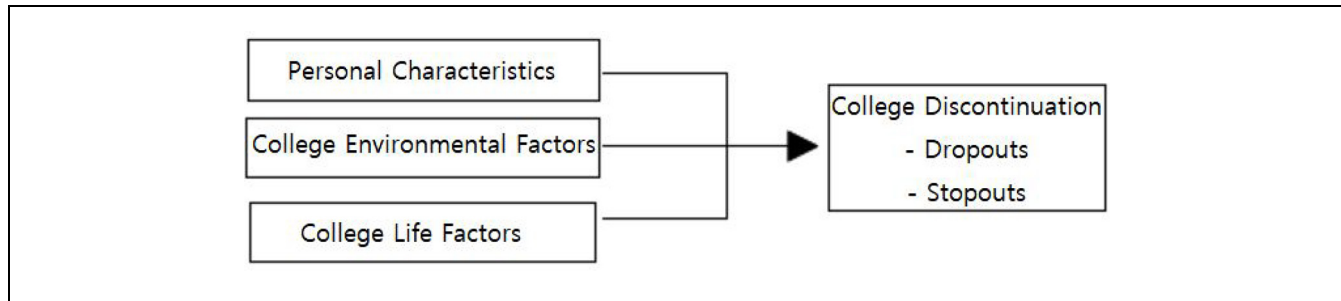 Personal Characteristics
College Environmental Factors
College Life Factors
College Discontinuation
- Dropouts
- Stopouts